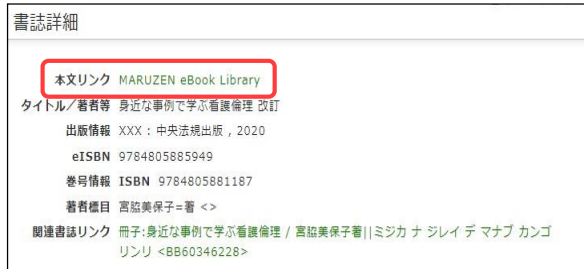 書誌詳細
本文リンク MARUZEN eBook Library
タイトル／著者等 身近な事例で学ぶ看護倫理 改訂
出版情報 XXX : 中央法規出版 , 2020
eISBN 9784805885949
巻号情報 ISBN 9784805881187
著者標目 宮脇美保子=著 <>
関連書誌リンク 冊子:身近な事例で学ぶ看護倫理 / 宮脇美保子著||ミジカ ナ ジレイ デ マナブ カンゴ
リンリ <BB60346228>